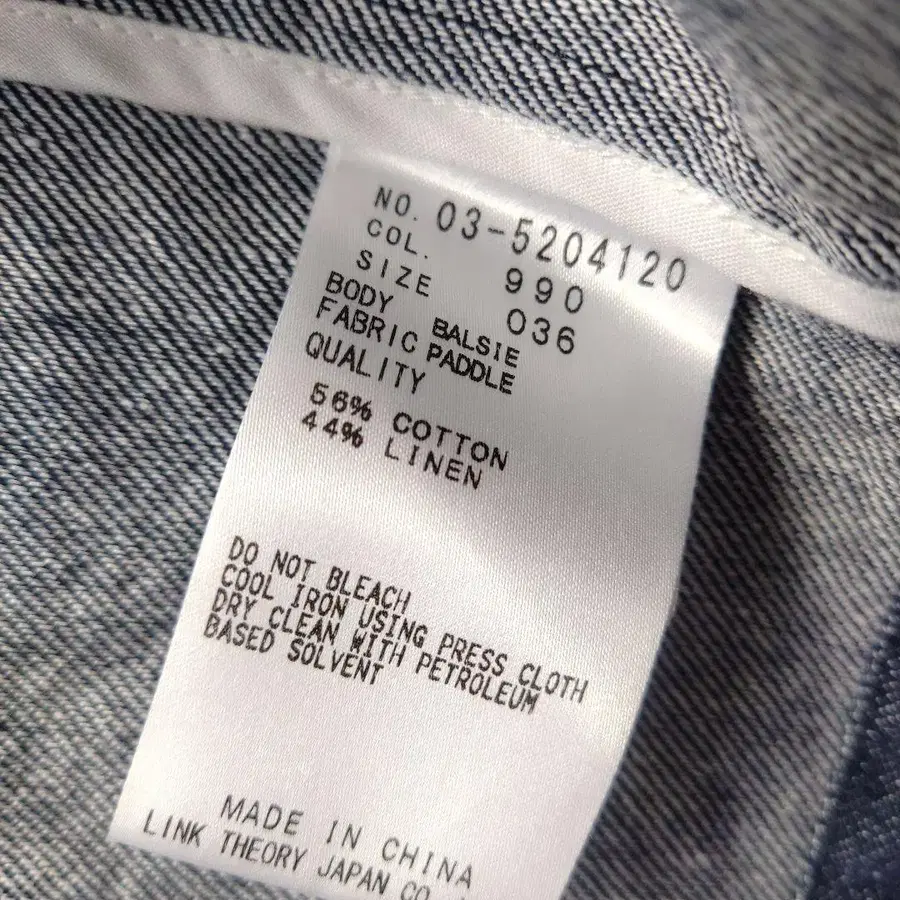 NO. 03-5204120
COL. 990
SIZE 036
BODY BALSIE
FABRIC PADDLE
QUALITY
56% COTTON
44% LINEN
DO NOT BLEACH
COOL IRON USING PRESS CLOTH
DRY CLEAN WITH PETROLEUM
BASED SOLVENT
MADE IN CHINA
LINK THEORY JAPAN CO.